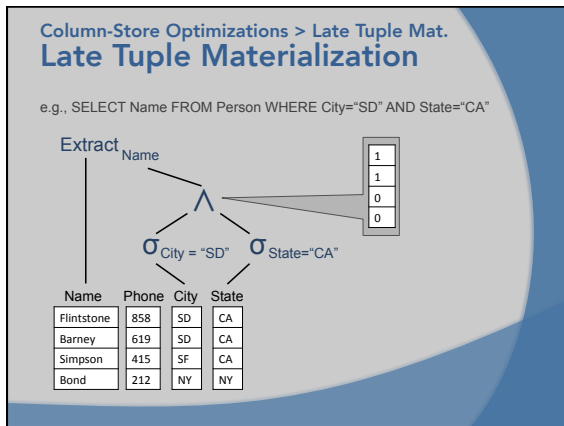 Column-Store Optimizations > Late Tuple Mat.
Late Tuple Materialization
e.g., SELECT Name FROM Person WHERE City=“SD” AND State=“CA”
Extract Name
1
1
0
0
∧
σ City = “SD” σ State=“CA”
Name Phone City State
Flintstone 858 SD CA
Barney 619 SD CA
Simpson 415 SF CA
Bond 212 NY NY